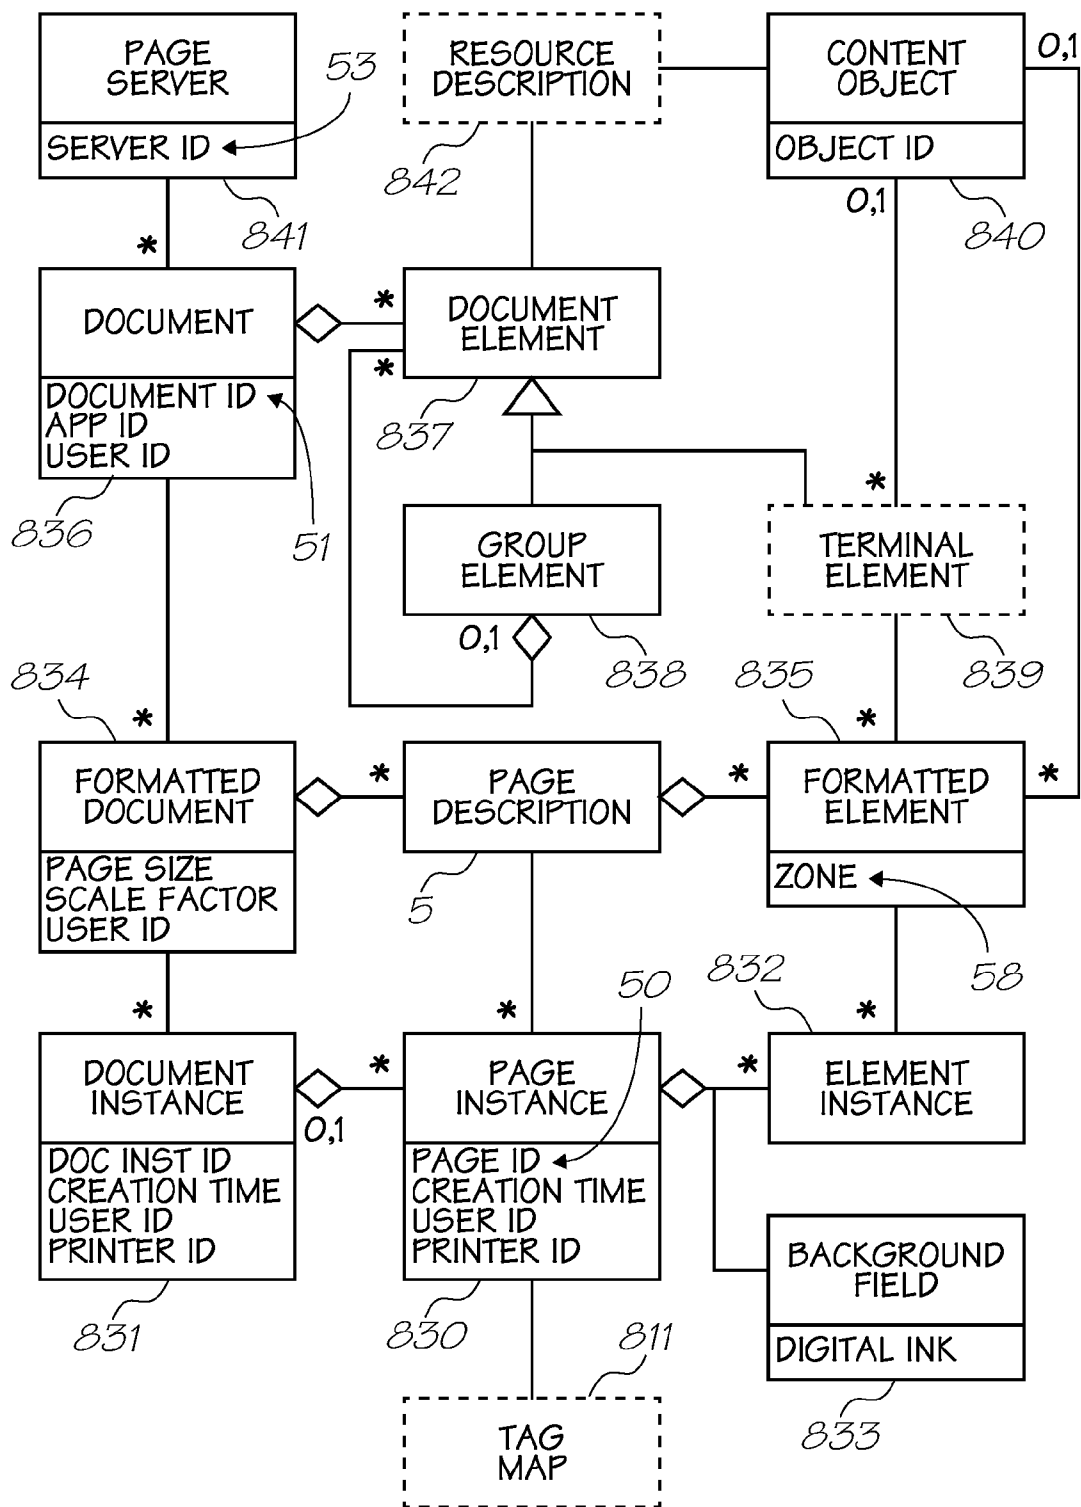 PAGE
SERVER
53
SERVER ID
841
*
RESOURCE
DESCRIPTION
842
CONTENT
OBJECT
0,1
OBJECT ID
0,1
840
DOCUMENT
DOCUMENT ID
APP ID
USER ID
836
51
*
DOCUMENT
ELEMENT
*
837
GROUP
ELEMENT
0,1
838
*
TERMINAL
ELEMENT
839
834
*
FORMATTED
DOCUMENT
PAGE SIZE
SCALE FACTOR
USER ID
*
PAGE
DESCRIPTION
5
*
835
*
FORMATTED
ELEMENT
*
ZONE
58
*
DOCUMENT
INSTANCE
0,1
DOC INST ID
CREATION TIME
USER ID
PRINTER ID
831
*
*
50
PAGE
INSTANCE
PAGE ID
CREATION TIME
USER ID
PRINTER ID
830
*
832
*
ELEMENT
INSTANCE
BACKGROUND
FIELD
DIGITAL INK
833
811
TAG
MAP